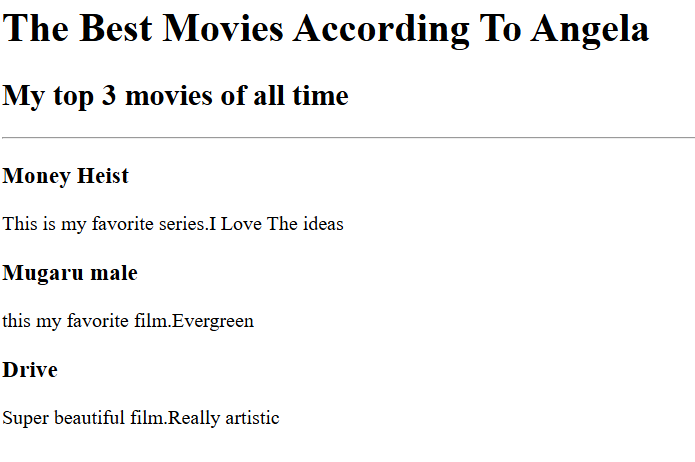 The Best Movies According To Angela
My top 3 movies of all time
Money Heist
This is my favorite series.I Love The ideas
Mugaru male
this my favorite film.Evergreen
Drive
Super beautiful film.Really artistic